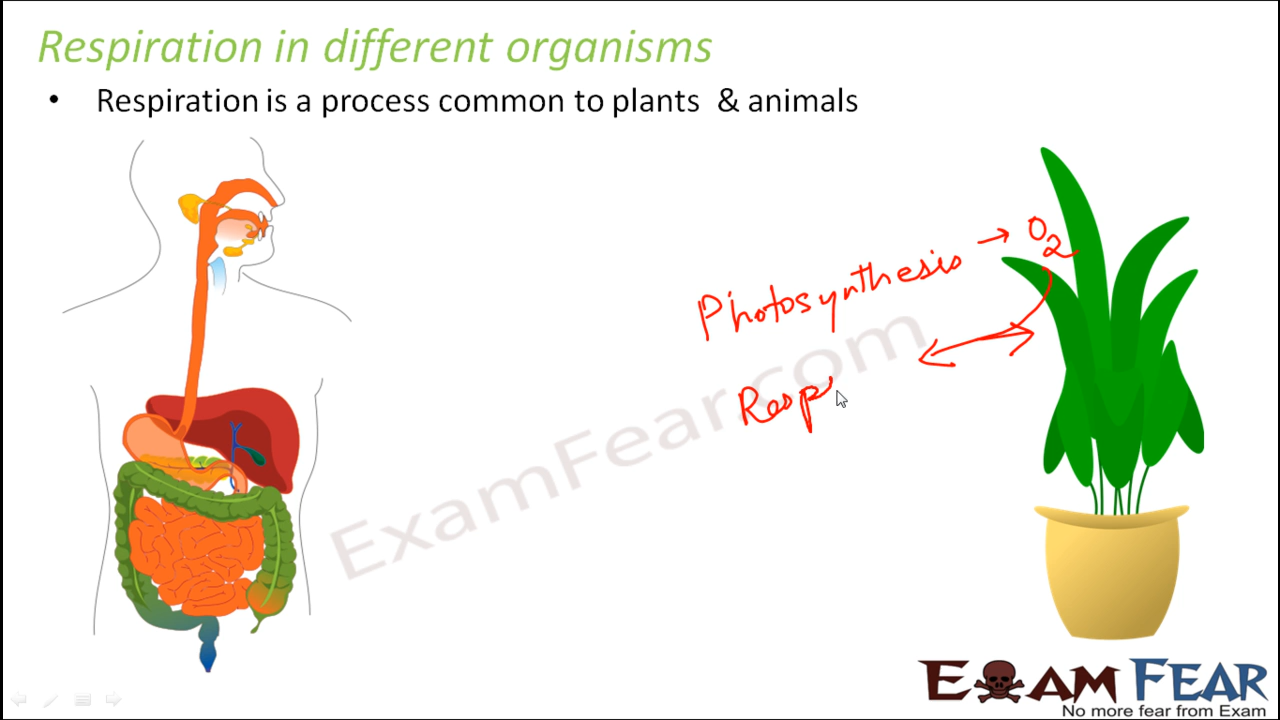 Respiration in different organisms
• Respiration is a process common to plants & animals
Photosynthesis → O2
Resp
ExamFear.com
EXAM FEAR
No more fear from Exam